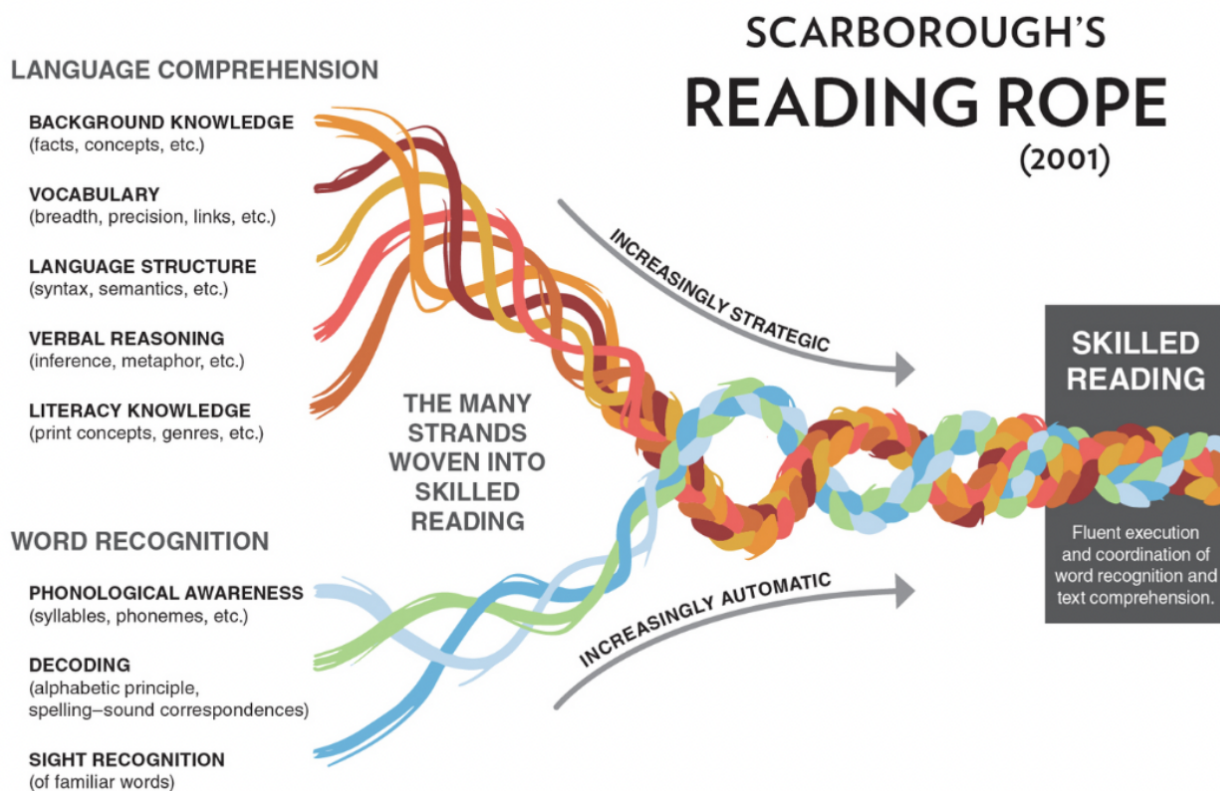 SCARBOROUGH'S
READING ROPE
(2001)
LANGUAGE COMPREHENSION
BACKGROUND KNOWLEDGE
(facts, concepts, etc.)
VOCABULARY
(breadth, precision, links, etc.)
LANGUAGE STRUCTURE
(syntax, semantics, etc.)
VERBAL REASONING
(inference, metaphor, etc.)
LITERACY KNOWLEDGE
(print concepts, genres, etc.)
WORD RECOGNITION
PHONOLOGICAL AWARENESS
(syllables, phonemes, etc.)
DECODING
(alphabetic principle,
spelling–sound correspondences)
SIGHT RECOGNITION
(of familiar words)
THE MANY
STRANDS
WOVEN INTO
SKILLED
READING
INCREASINGLY STRATEGIC
INCREASINGLY AUTOMATIC
SKILLED
READING
Fluent execution
and coordination of
word recognition and
text comprehension.